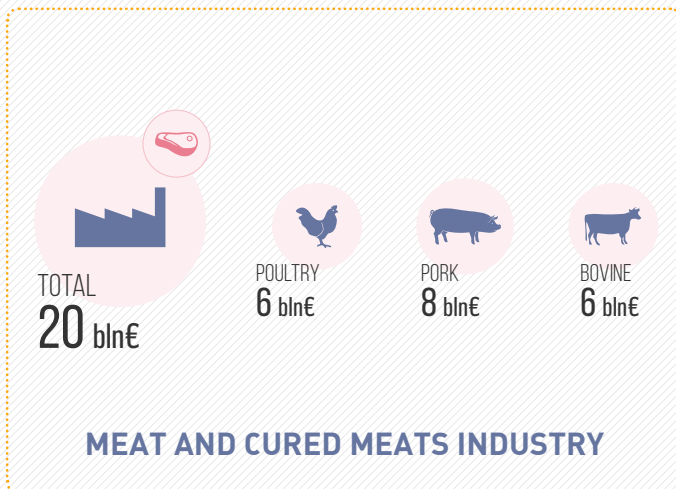 TOTAL
20 bln€
POULTRY
6 bln€
PORK
8 bln€
BOVINE
6 bln€
MEAT AND CURED MEATS INDUSTRY